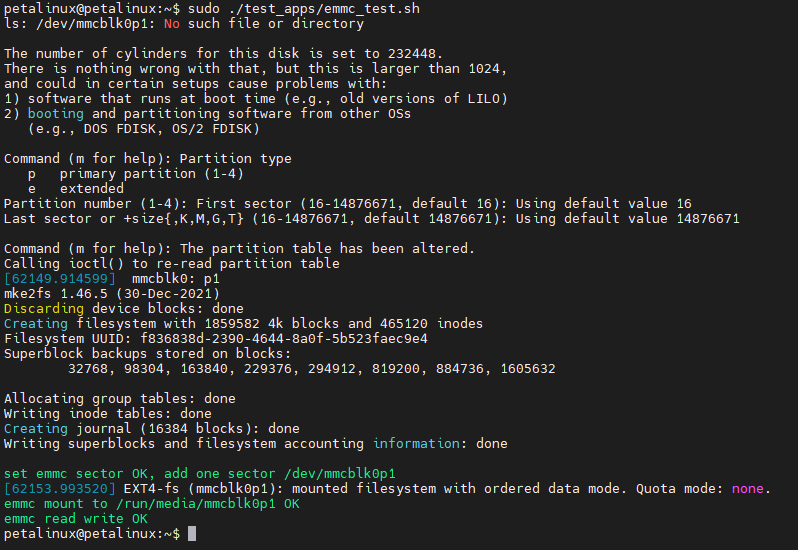 petalinux@petalinux:~$ sudo ./test_apps/emmc_test.sh
ls: /dev/mmcblk0p1: No such file or directory
The number of cylinders for this disk is set to 232448.
There is nothing wrong with that, but this is larger than 1024,
and could in certain setups cause problems with:
1) software that runs at boot time (e.g., old versions of LILO)
2) booting and partitioning software from other OSs
(e.g., DOS FDISK, OS/2 FDISK)
Command (m for help): Partition type
p primary partition (1-4)
e extended
Partition number (1-4): First sector (16-14876671, default 16): Using default value 16
Last sector or +size{,K,M,G,T} (16-14876671, default 14876671): Using default value 14876671
Command (m for help): The partition table has been altered.
Calling ioctl() to re-read partition table
[62149.914599] mmcblk0: p1
mke2fs 1.46.5 (30-Dec-2021)
Discarding device blocks: done
Creating filesystem with 1859582 4k blocks and 465120 inodes
Filesystem UUID: f836838d-2390-4644-8a0f-5b523faec9e4
Superblock backups stored on blocks:
32768, 98304, 163840, 229376, 294912, 819200, 884736, 1605632
Allocating group tables: done
Writing inode tables: done
Creating journal (16384 blocks): done
Writing superblocks and filesystem accounting information: done
set emmc sector OK, add one sector /dev/mmcblk0p1
[62153.993520] EXT4-fs (mmcblk0p1): mounted filesystem with ordered data mode. Quota mode: none.
emmc mount to /run/media/mmcblk0p1 OK
emmc read write OK
petalinux@petalinux:~$